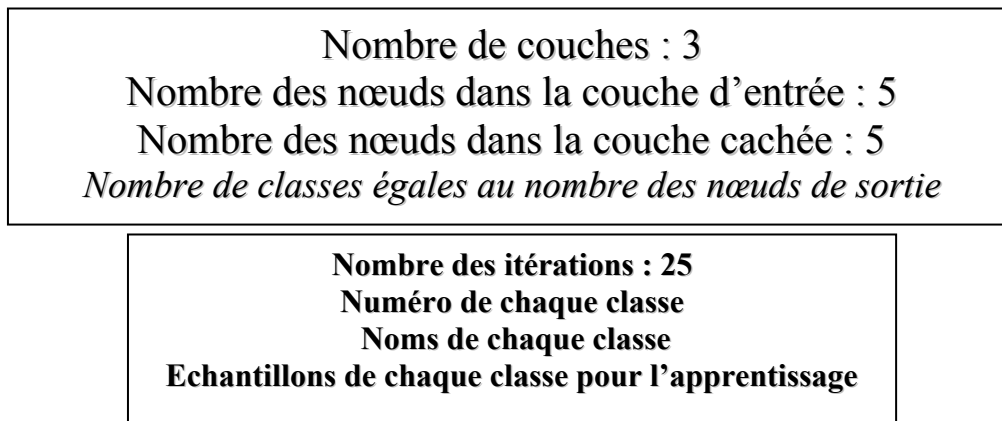 Nombre de couches : 3
Nombre des nœuds dans la couche d’entrée : 5
Nombre des nœuds dans la couche cachée : 5
Nombre de classes égales au nombre des nœuds de sortie
Nombre des itérations : 25
Numéro de chaque classe
Noms de chaque classe
Echantillons de chaque classe pour l’apprentissage